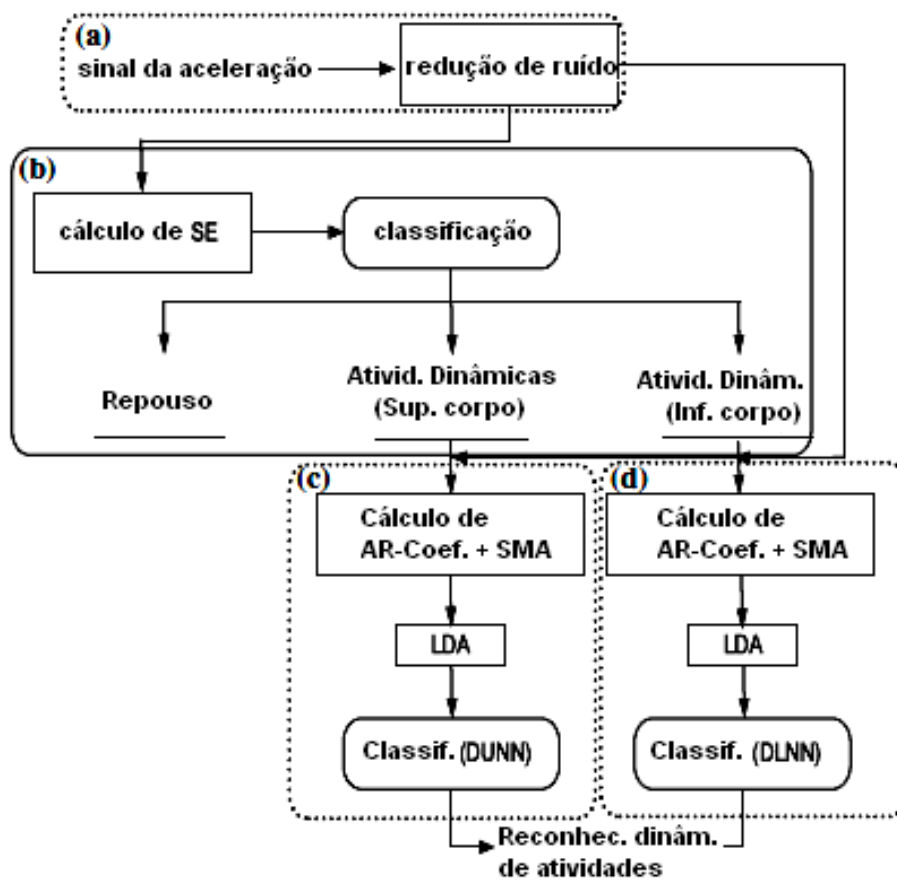 (a)
sinal da aceleração
redução de ruído
(b)
cálculo de SE
classificação
Repouso
Ativid. Dinâmicas
(Sup. corpo)
Ativid. Dinâm.
(Inf. corpo)
(c)
Cálculo de
AR-Coef. + SMA
LDA
Classif. (DUNN)
(d)
Cálculo de
AR-Coef. + SMA
LDA
Classif. (DLNN)
Reconhec. dinâm.
de atividades